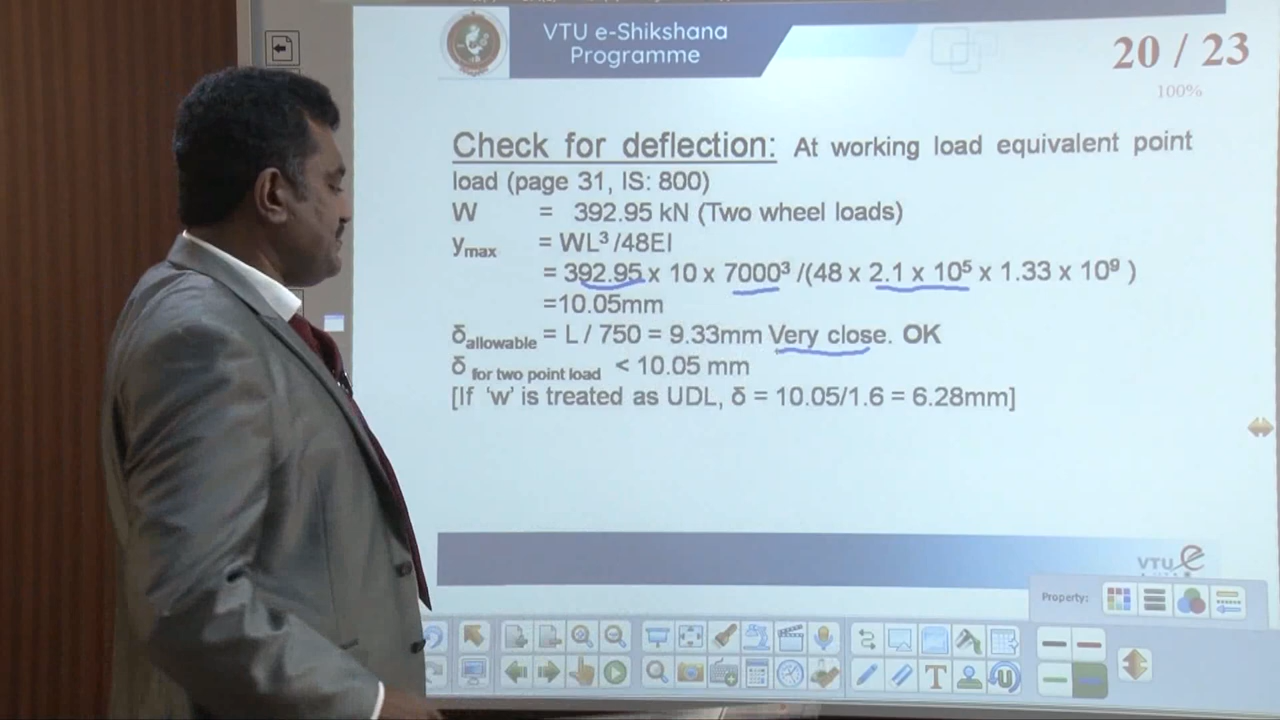 VTU e-Shikshana
Programme
20 / 23
100%
Check for deflection: At working load equivalent point
load (page 31, IS: 800)
W = 392.95 kN (Two wheel loads)
ymax = WL³/48EI
= 392.95 x 10 x 7000³ /(48 x 2.1 x 10⁵ x 1.33 x 10⁹ )
=10.05mm
δallowable = L / 750 = 9.33mm Very close. OK
δ for two point load < 10.05 mm
[If 'w' is treated as UDL, δ = 10.05/1.6 = 6.28mm]
VTU e
Property: